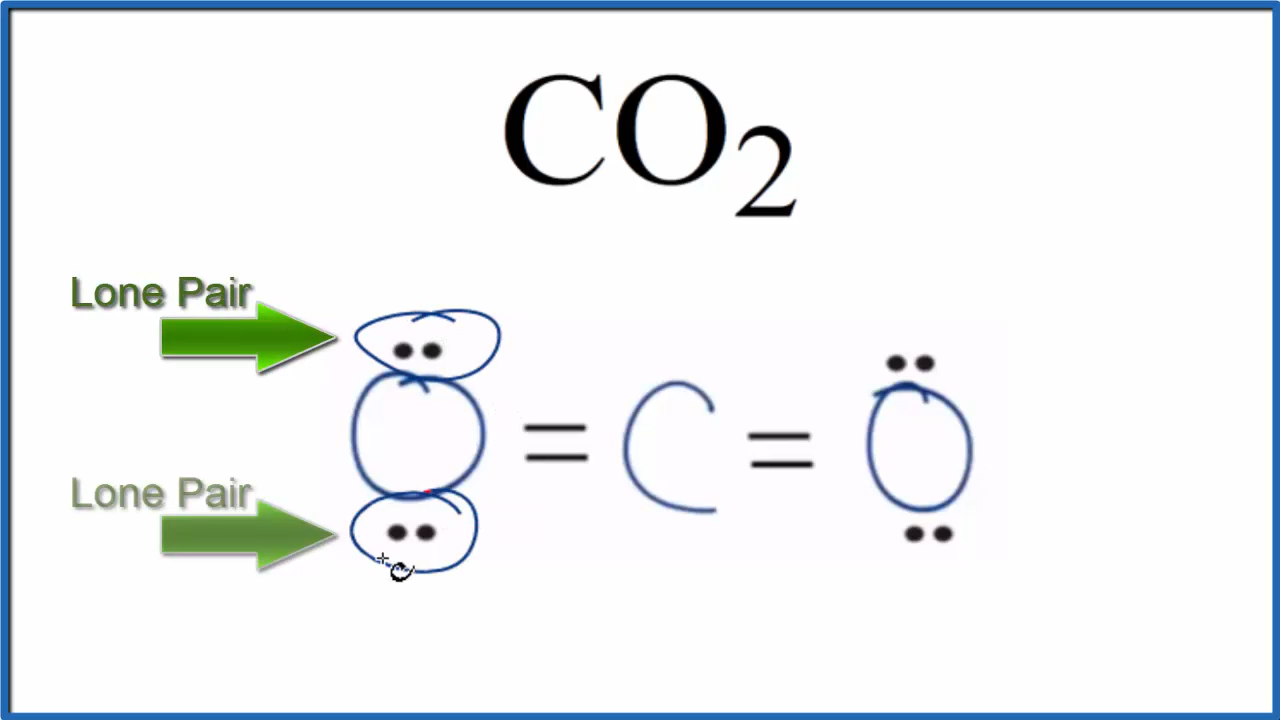 CO₂
Lone Pair
O = C = O
Lone Pair